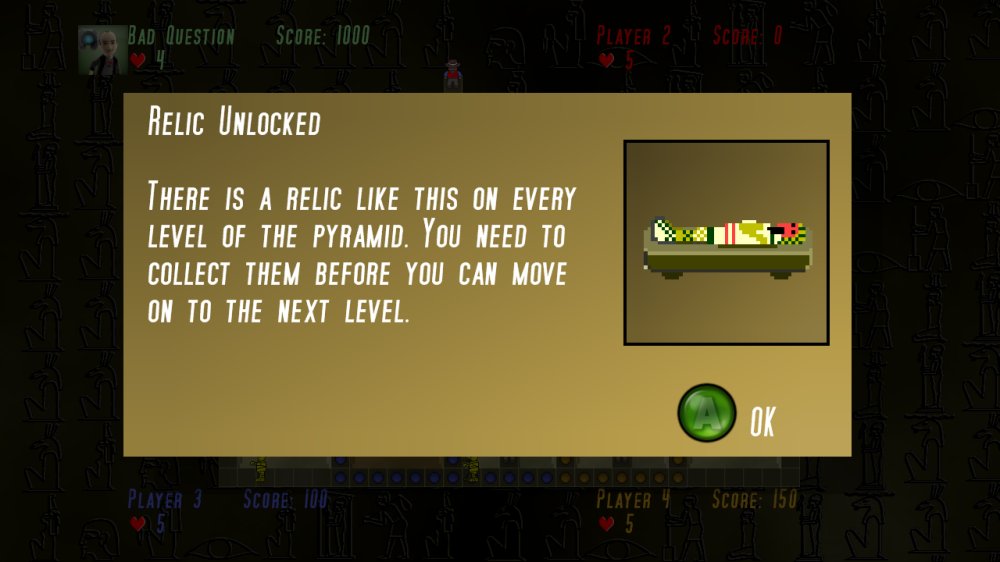 Bad Question Score: 1000
4
Player 2 Score: 0
5
Relic Unlocked
There is a relic like this on every
level of the pyramid. You need to
collect them before you can move
on to the next level.
A OK
Player 3 Score: 100
5
Player 4 Score: 150
5